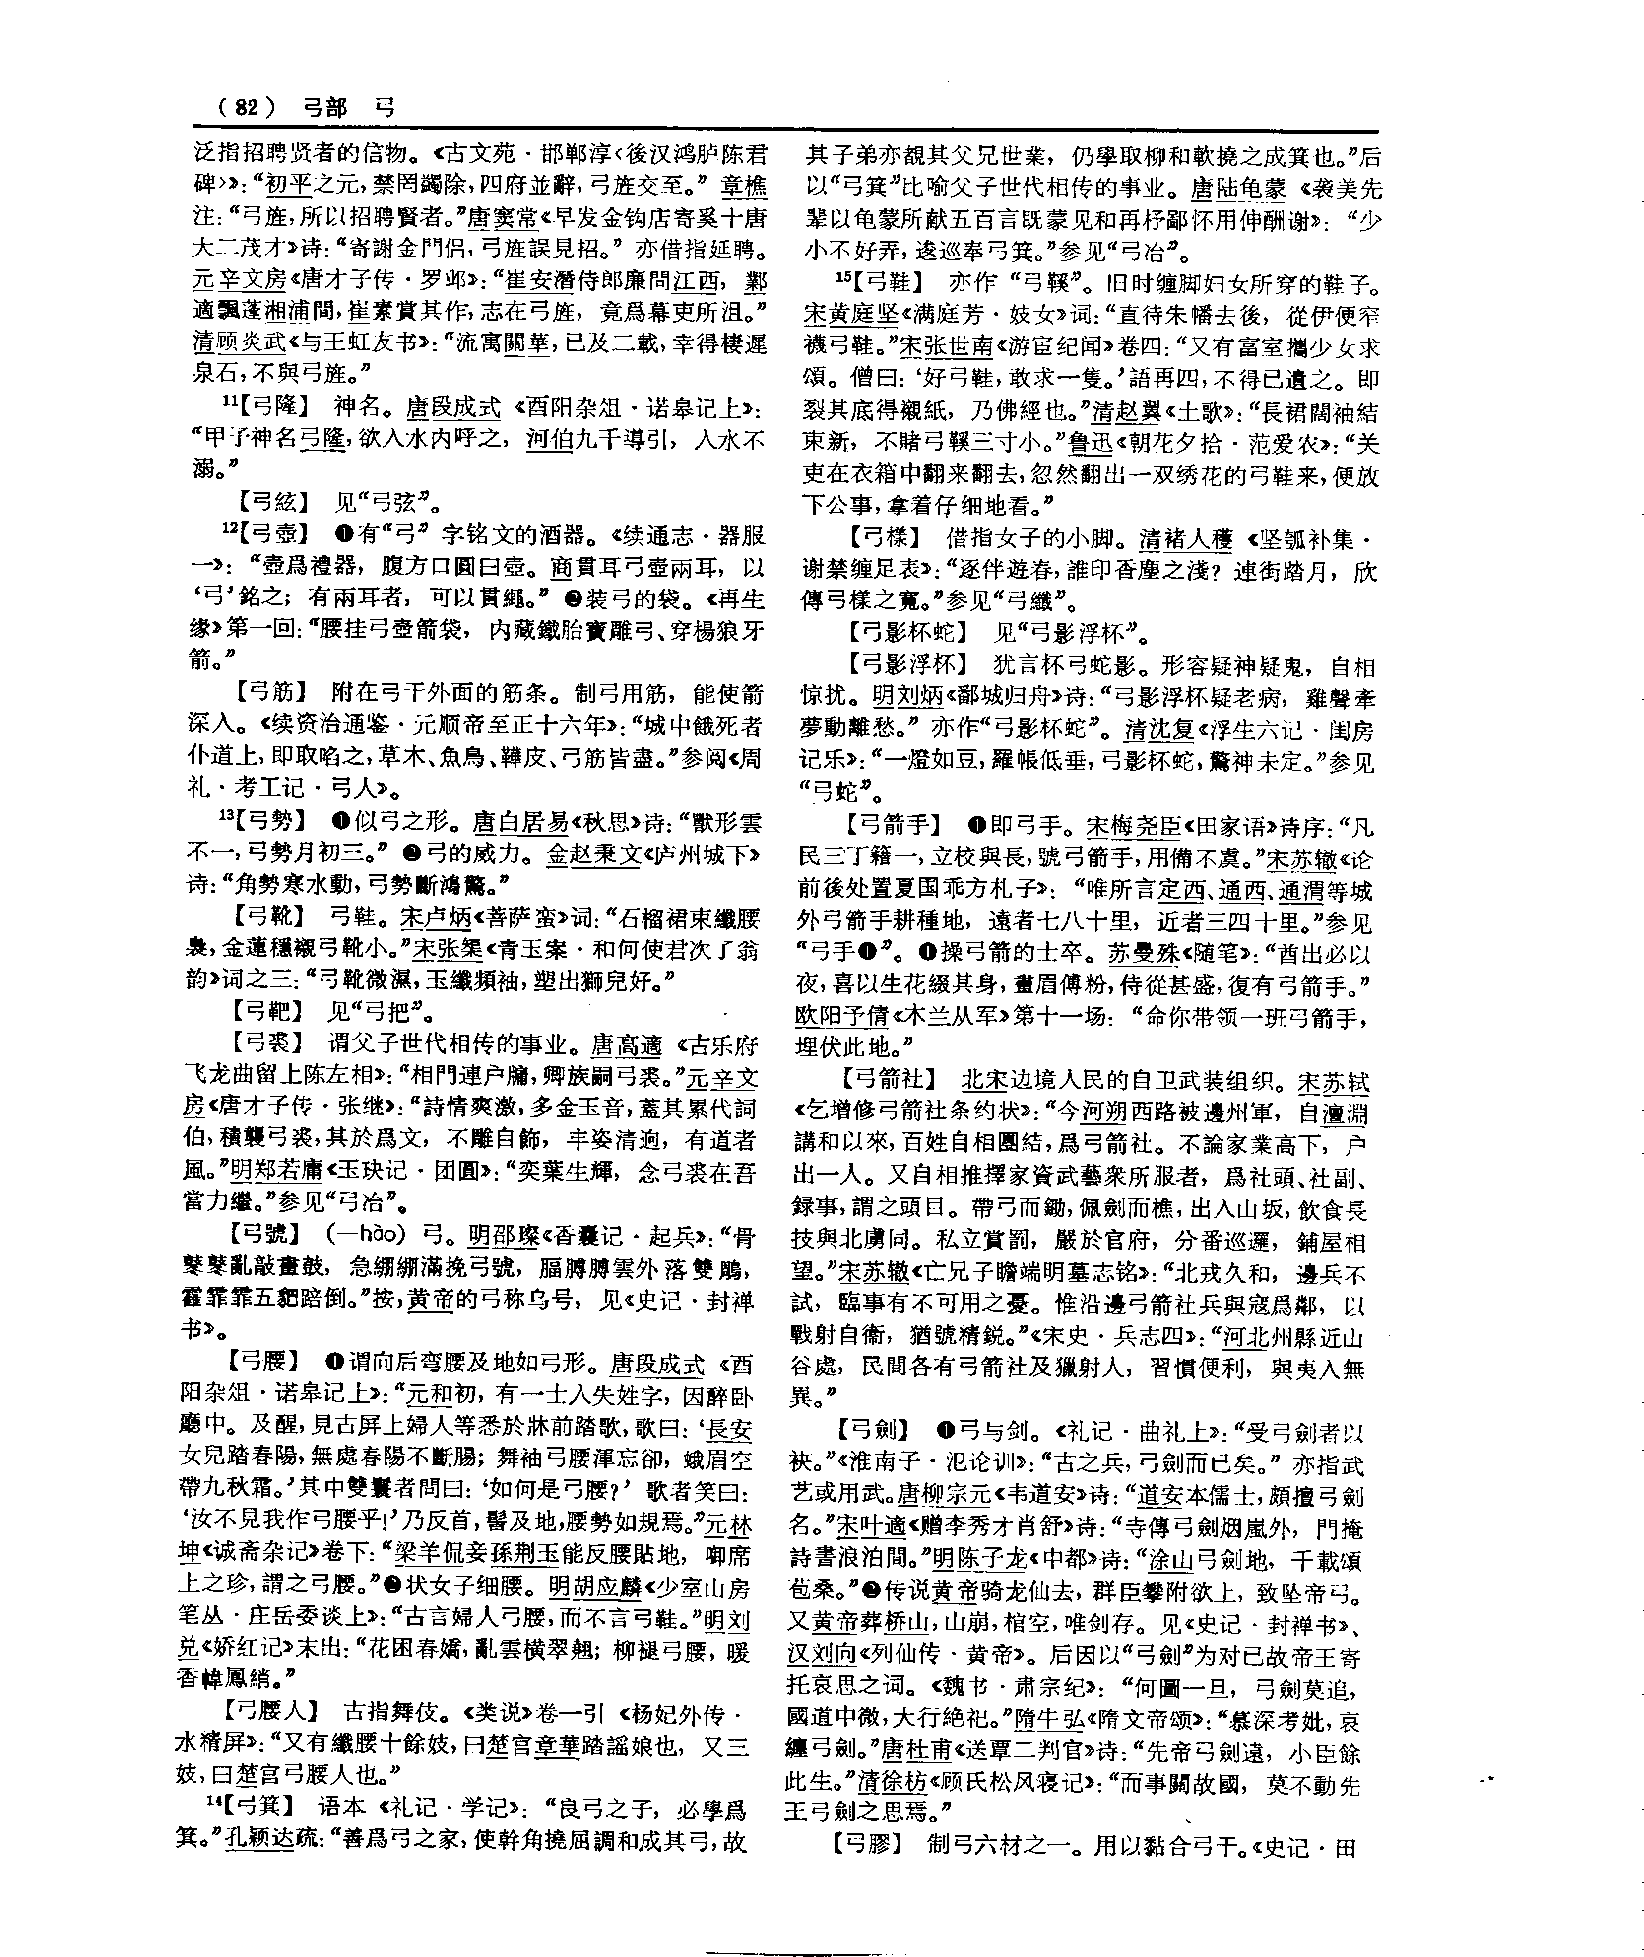 （82） 弓部 弓
泛指招聘贤者的信物。《古文苑·邯郸淳〈後汉鸿胪陈君
碑〉》：“初平之元，禁罔蠲除，四府並辭，弓旌交至。”章樵
注：“弓旌，所以招聘賢者。”唐窦常《早发金钩店寄奚十唐
大二茂才》诗：“寄謝金門侣，弓旌誤見招。”亦借指延聘。
元辛文房《唐才子传·罗邺》：“崔安潛侍郎廉問江西，鄴
適飄蓬湘浦間，崔素賞其作，志在弓旌，竟爲幕吏所沮。”
清顾炎武《与王虹友书》：“流寓關華，已及二載，幸得棲遲
泉石，不與弓旌。”
11【弓隆】 神名。唐段成式《酉阳杂俎·诺皋记上》：
“甲子神名弓隆，欲入水内呼之，河伯九千導引，入水不
溺。”
【弓絃】 见“弓弦”。
12【弓壺】 ❶有“弓”字铭文的酒器。《续通志·器服
一》：“壺爲禮器，腹方口圓曰壺。商貫耳弓壺兩耳，以
‘弓’銘之；有兩耳者，可以貫繩。”❷装弓的袋。《再生
缘》第一回：“腰挂弓壺箭袋，内藏鐵胎寶雕弓、穿楊狼牙
箭。”
【弓筋】 附在弓干外面的筋条。制弓用筋，能使箭
深入。《续资治通鉴·元顺帝至正十六年》：“城中餓死者
仆道上，即取啗之，草木、魚鳥、鞾皮、弓筋皆盡。”参阅《周
礼·考工记·弓人》。
13【弓勢】 ❶似弓之形。唐白居易《秋思》诗：“獸形雲
不一，弓勢月初三。”❷弓的威力。金赵秉文《庐州城下》
诗：“角勢寒水動，弓勢斷鴻驚。”
【弓靴】 弓鞋。宋卢炳《菩萨蛮》词：“石榴裙束纖腰
裊，金蓮穩襯弓靴小。”宋张榘《青玉案·和何使君次了翁
韵》词之三：“弓靴微濕，玉纖頻袖，塑出獅兒好。”
【弓靶】 见“弓把”。
【弓裘】 谓父子世代相传的事业。唐高適《古乐府
飞龙曲留上陈左相》：“相門連户牖，卿族嗣弓裘。”元辛文
房《唐才子传·张继》：“詩情爽激，多金玉音，蓋其累代詞
伯，積襲弓裘，其於爲文，不雕自飾，丰姿清迥，有道者
風。”明郑若庸《玉玦记·团圓》：“奕葉生輝，念弓裘在吾
當力繼。”参见“弓冶”。
【弓號】 (—hào) 弓。明邵璨《香囊记·起兵》：“骨
鼕鼕亂敲畫鼓，急綳綳滿挽弓號，腷膊膊雲外落雙鵰，
霍霏霏五𧴀踣倒。”按，黄帝的弓称乌号，见《史记·封禅
书》。
【弓腰】 ❶谓向后弯腰及地如弓形。唐段成式《酉
阳杂俎·诺皋记上》：“元和初，有一士人失姓字，因醉卧
廳中。及醒，見古屏上婦人等悉於牀前踏歌，歌曰：‘長安
女兒踏春陽，無處春陽不斷腸；舞袖弓腰渾忘卻，蛾眉空
帶九秋霜。’其中雙鬟者問曰：‘如何是弓腰？’歌者笑曰：
‘汝不見我作弓腰乎！’乃反首，髻及地，腰勢如規焉。”元林
坤《诚斋杂记》卷下：“梁羊侃妾孫荆玉能反腰貼地，啣席
上之珍，謂之弓腰。”❷状女子细腰。明胡应麟《少室山房
笔丛·庄岳委谈上》：“古言婦人弓腰，而不言弓鞋。”明刘
兑《娇红记》末出：“花困春嬌，亂雲横翠翹；柳褪弓腰，暖
香幃鳳綃。”
【弓腰人】 古指舞伎。《类说》卷一引《杨妃外传·
水精屏》：“又有纖腰十餘妓，曰楚宫章華踏謡娘也，又三
妓，曰楚宫弓腰人也。”
14【弓箕】 语本《礼记·学记》：“良弓之子，必學爲
箕。”孔颖达疏：“善爲弓之家，使幹角撓屈調和成其弓，故
其子弟亦覩其父兄世業，仍學取柳和軟撓之成箕也。”后
以“弓箕”比喻父子世代相传的事业。唐陆龟蒙《袭美先
辈以龟蒙所献五百言既蒙见和再抒鄙怀用伸酬谢》：“少
小不好弄，逡巡奉弓箕。”参见“弓冶”。
15【弓鞋】 亦作“弓鞵”。旧时缠脚妇女所穿的鞋子。
宋黄庭坚《满庭芳·妓女》词：“直待朱幡去後，從伊便窄
襪弓鞋。”宋张世南《游宦纪闻》卷四：“又有富室攜少女求
頌。僧曰：‘好弓鞋，敢求一隻。’語再四，不得已遺之。即
裂其底得襯紙，乃佛經也。”清赵翼《土歌》：“長裙闊袖結
束新，不賭弓鞵三寸小。”鲁迅《朝花夕拾·范爱农》：“关
吏在衣箱中翻来翻去，忽然翻出一双绣花的弓鞋来，便放
下公事，拿着仔细地看。”
【弓樣】 借指女子的小脚。清褚人穫《坚瓠补集·
谢禁缠足表》：“逐伴遊春，誰印香塵之淺？連街踏月，欣
傳弓樣之寬。”参见“弓纖”。
【弓影杯蛇】 见“弓影浮杯”。
【弓影浮杯】 犹言杯弓蛇影。形容疑神疑鬼，自相
惊扰。明刘炳《鄱城归舟》诗：“弓影浮杯疑老病，雞聲牽
夢動離愁。”亦作“弓影杯蛇”。清沈复《浮生六记·闺房
记乐》：“一燈如豆，羅帳低垂，弓影杯蛇，驚神未定。”参见
“弓蛇”。
【弓箭手】 ❶即弓手。宋梅尧臣《田家语》诗序：“凡
民三丁籍一，立校與長，號弓箭手，用備不虞。”宋苏辙《论
前後处置夏国乖方札子》：“唯所言定西、通西、通渭等城
外弓箭手耕種地，遠者七八十里，近者三四十里。”参见
“弓手❶”。❶操弓箭的士卒。苏曼殊《随笔》：“酋出必以
夜，喜以生花綴其身，畫眉傅粉，侍從甚盛，復有弓箭手。”
欧阳予倩《木兰从军》第十一场：“命你带领一班弓箭手，
埋伏此地。”
【弓箭社】 北宋边境人民的自卫武装组织。宋苏轼
《乞增修弓箭社条约状》：“今河朔西路被邊州軍，自澶淵
講和以來，百姓自相團結，爲弓箭社。不論家業高下，户
出一人。又自相推擇家資武藝衆所服者，爲社頭、社副、
録事，謂之頭目。帶弓而鋤，佩劍而樵，出入山坂，飲食長
技與北虜同。私立賞罰，嚴於官府，分番巡邏，鋪屋相
望。”宋苏辙《亡兄子瞻端明墓志铭》：“北戎久和，邊兵不
試，臨事有不可用之憂。惟沿邊弓箭社兵與寇爲鄰，以
戰射自衞，猶號精鋭。”《宋史·兵志四》：“河北州縣近山
谷處，民間各有弓箭社及獵射人，習慣便利，與夷人無
異。”
【弓劍】 ❶弓与剑。《礼记·曲礼上》：“受弓劍者以
袂。”《淮南子·氾论训》：“古之兵，弓劍而已矣。”亦指武
艺或用武。唐柳宗元《韦道安》诗：“道安本儒士，頗擅弓劍
名。”宋叶適《赠李秀才肖舒》诗：“寺傳弓劍烟嵐外，門掩
詩書浪泊間。”明陈子龙《中都》诗：“涂山弓劍地，千載頌
苞桑。”❷传说黄帝骑龙仙去，群臣攀附欲上，致坠帝弓。
又黄帝葬桥山，山崩，棺空，唯剑存。见《史记·封禅书》、
汉刘向《列仙传·黄帝》。后因以“弓劍”为对已故帝王寄
托哀思之词。《魏书·肃宗纪》：“何圖一旦，弓劍莫追，
國道中微，大行絶祀。”隋牛弘《隋文帝颂》：“慕深考妣，哀
纏弓劍。”唐杜甫《送覃二判官》诗：“先帝弓劍遠，小臣餘
此生。”清徐枋《顾氏松风寝记》：“而事關故國，莫不動先
王弓劍之思焉。”
【弓膠】 制弓六材之一。用以黏合弓干。《史记·田